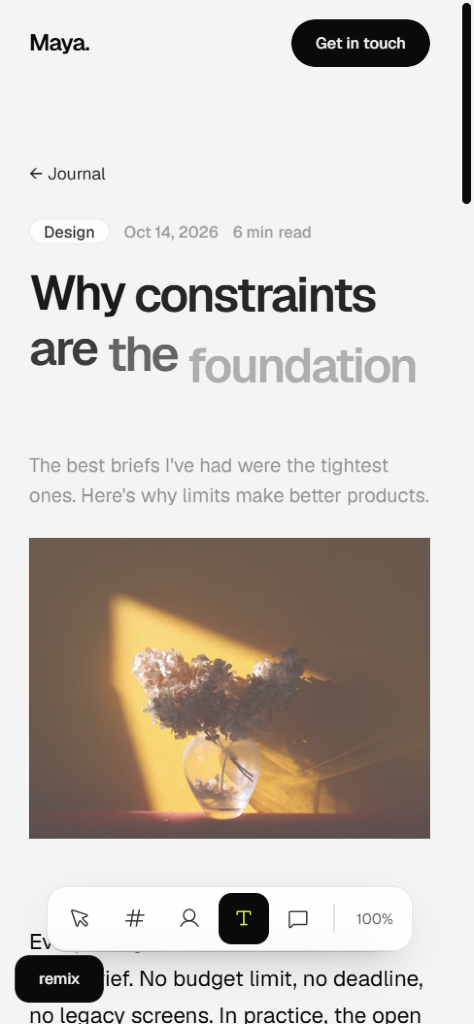 Maya.
Get in touch
← Journal
Design Oct 14, 2026 6 min read
Why constraints
are the foundation
The best briefs I've had were the tightest
ones. Here's why limits make better products.
T 100%
remix
ief. No budget limit, no deadline,
no legacy screens. In practice, the open